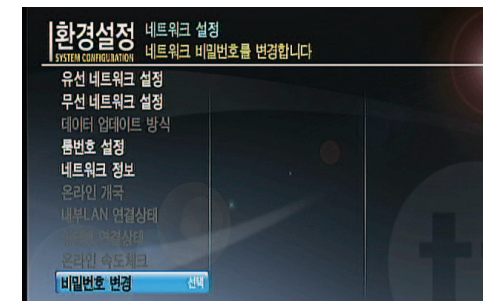 환경설정 네트워크 설정
SYSTEM CONFIGURATION 네트워크 비밀번호를 변경합니다
유선 네트워크 설정
무선 네트워크 설정
데이터 업데이트 방식
룸번호 설정
네트워크 정보
온라인 개국
내부LAN 연결상태
연결상태
온라인 속도체크
비밀번호 변경 선택